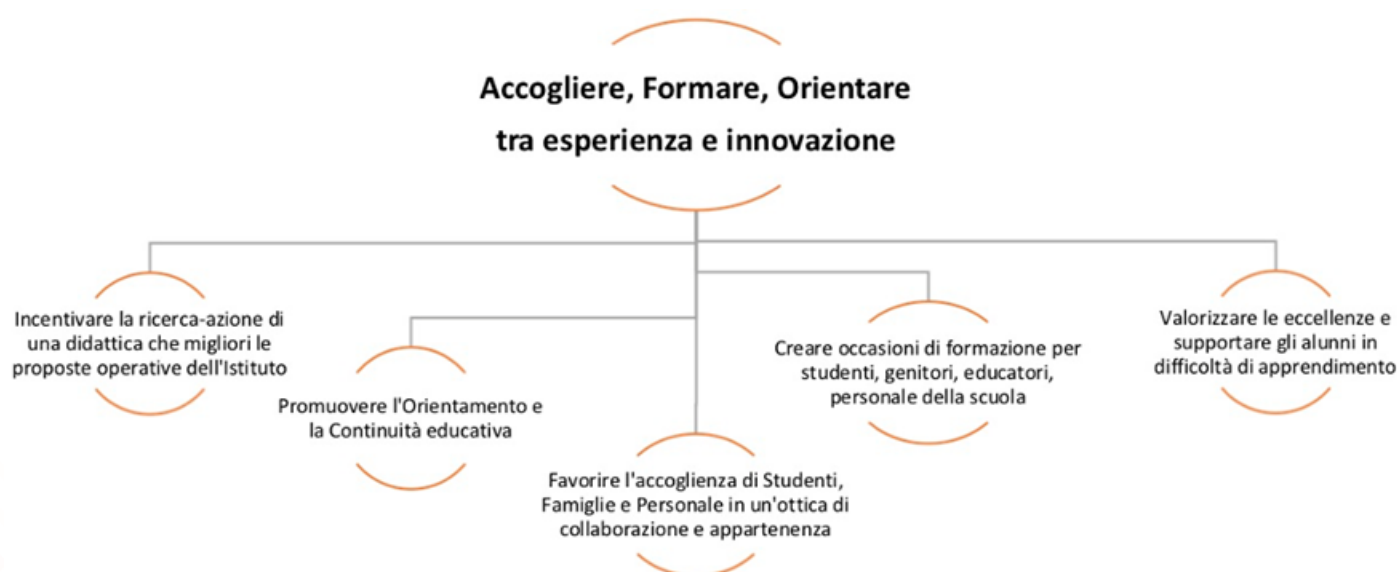 Accogliere, Formare, Orientare
tra esperienza e innovazione
Incentivare la ricerca-azione di
una didattica che migliori le
proposte operative dell'Istituto
Promuovere l'Orientamento e
la Continuità educativa
Favorire l'accoglienza di Studenti,
Famiglie e Personale in un'ottica di
collaborazione e appartenenza
Creare occasioni di formazione per
studenti, genitori, educatori,
personale della scuola
Valorizzare le eccellenze e
supportare gli alunni in
difficoltà di apprendimento